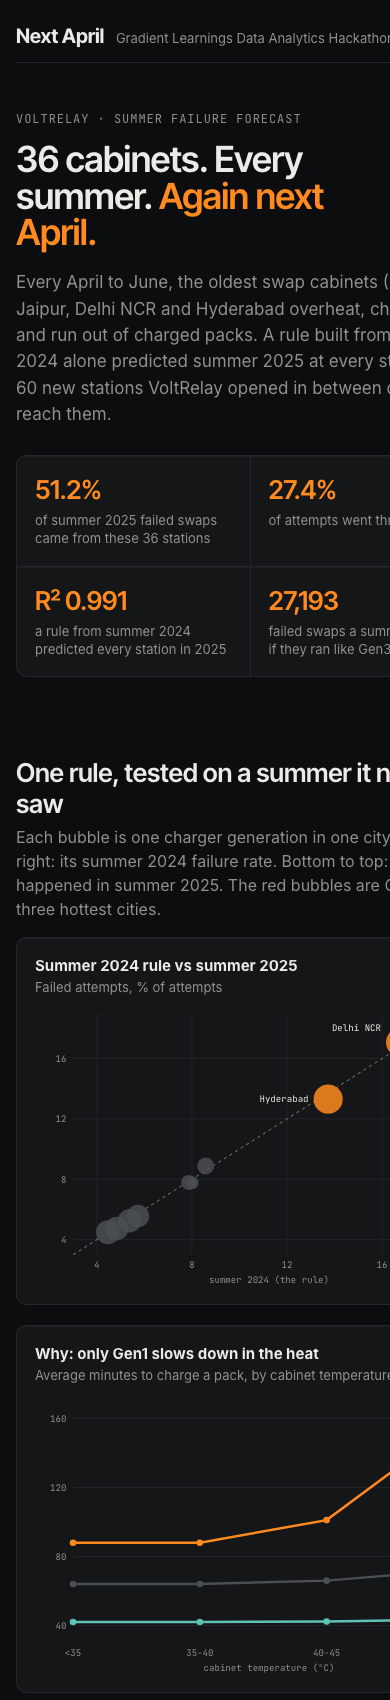 Next April Gradient Learnings Data Analytics
VOLTRELAY · SUMMER FAILURE FORECAST
36 cabinets. Every
summer. Again next
April.
Every April to June, the oldest swap cabinets (
Jaipur, Delhi NCR and Hyderabad overheat,
and run out of charged packs. A rule built from
2024 alone predicted summer 2025 at every
60 new stations VoltRelay opened in between
reach them.
51.2%
of summer 2025 failed swaps
came from these 36 stations
27.4%
of attempts went
R² 0.991
a rule from summer 2024
predicted every station in 2025
27,193
failed swaps a
if they ran like Gen3
One rule, tested on a summer it
saw
Each bubble is one charger generation in one city
right: its summer 2024 failure rate. Bottom to top:
happened in summer 2025. The red bubbles are
three hottest cities.
Summer 2024 rule vs summer 2025
Failed attempts, % of attempts
Delhi NCR
16
Hyderabad
12
8
4
4 8 12 16
summer 2024 (the rule)
Why: only Gen1 slows down in the heat
Average minutes to charge a pack, by cabinet temperature
160
120
80
40
<35 35-40 40-45
cabinet temperature (°C)